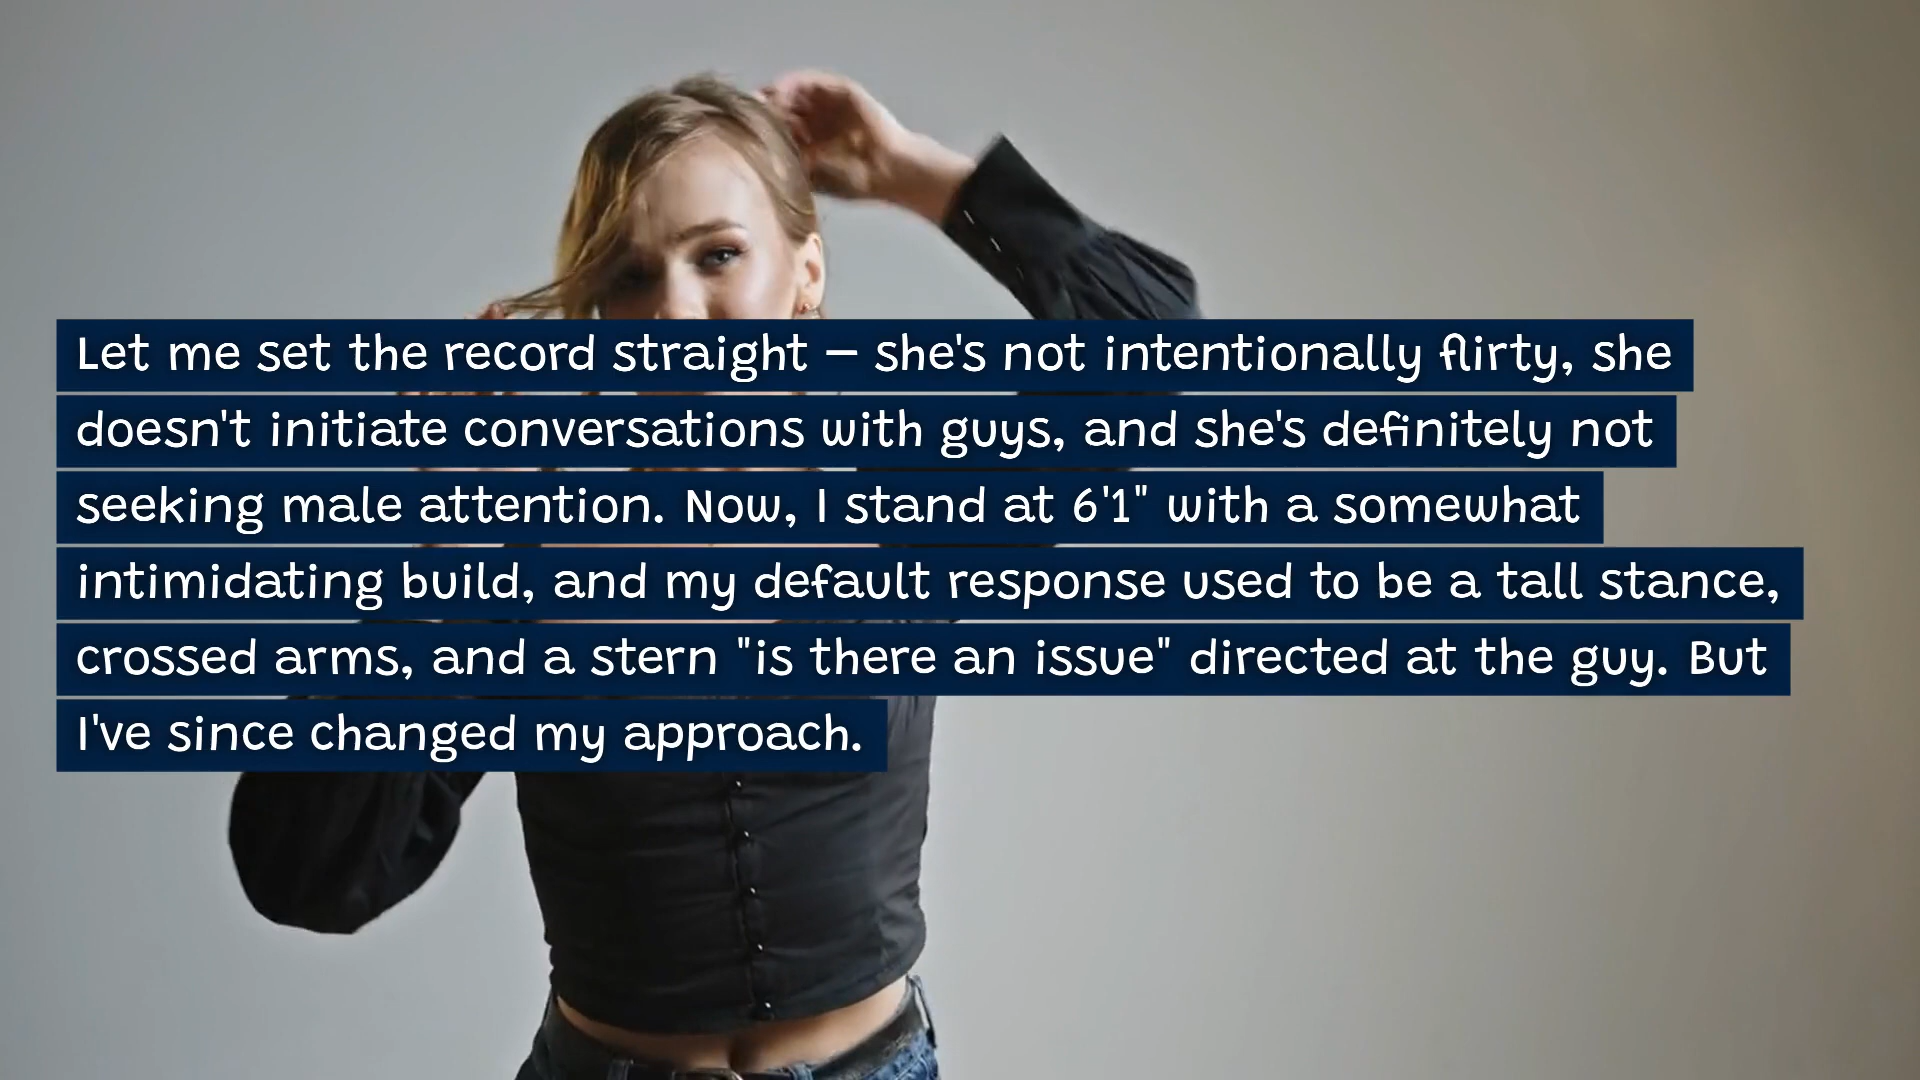 Let me set the record straight – she's not intentionally flirty, she
doesn't initiate conversations with guys, and she's definitely not
seeking male attention. Now, I stand at 6'1" with a somewhat
intimidating build, and my default response used to be a tall stance,
crossed arms, and a stern "is there an issue" directed at the guy. But
I've since changed my approach.